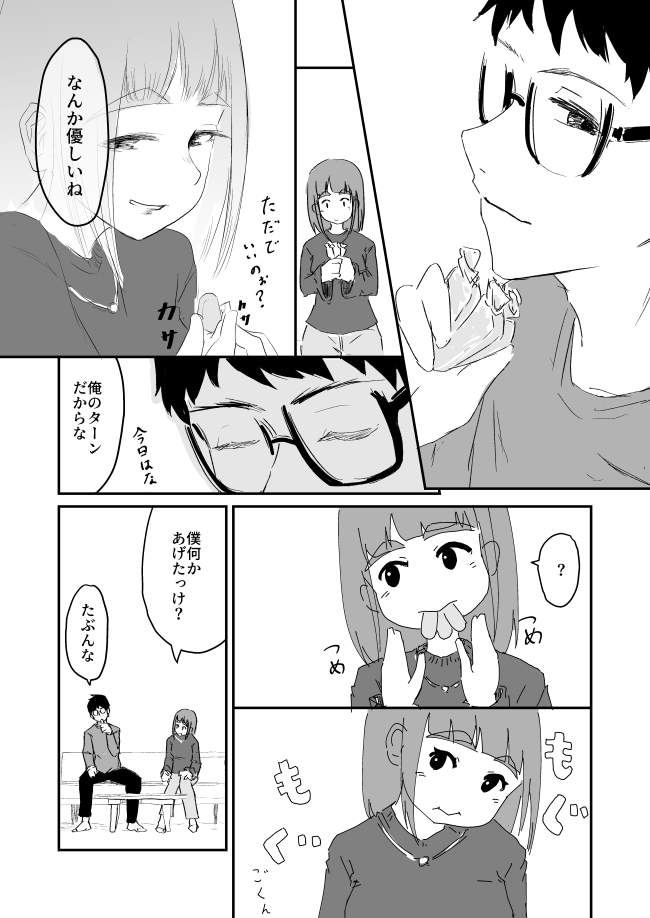 ただで
いいのぉ？
なんか優しいね
カサ
カサ
俺のターン
だからな
今日はな
？
つめ
つめ
もぐ
もぐ
ごくん
僕何か
あげたっけ？
たぶんな